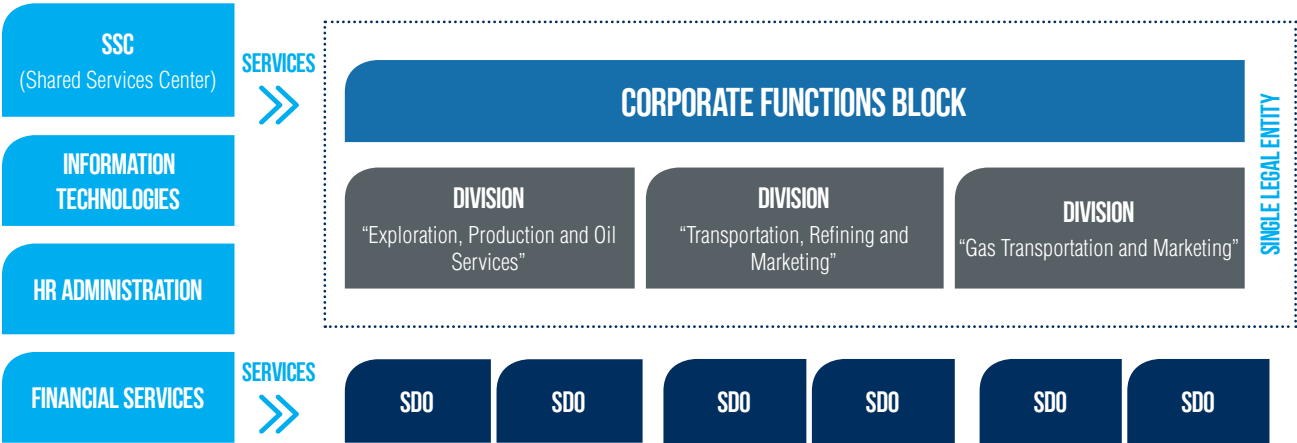 SSC
(Shared Services Center)
SERVICES
INFORMATION
TECHNOLOGIES
HR ADMINISTRATION
FINANCIAL SERVICES
SERVICES
CORPORATE FUNCTIONS BLOCK
DIVISION
“Exploration, Production and Oil
Services”
DIVISION
“Transportation, Refining and
Marketing”
DIVISION
“Gas Transportation and Marketing”
SINGLE LEGAL ENTITY
SDO
SDO
SDO
SDO
SDO
SDO